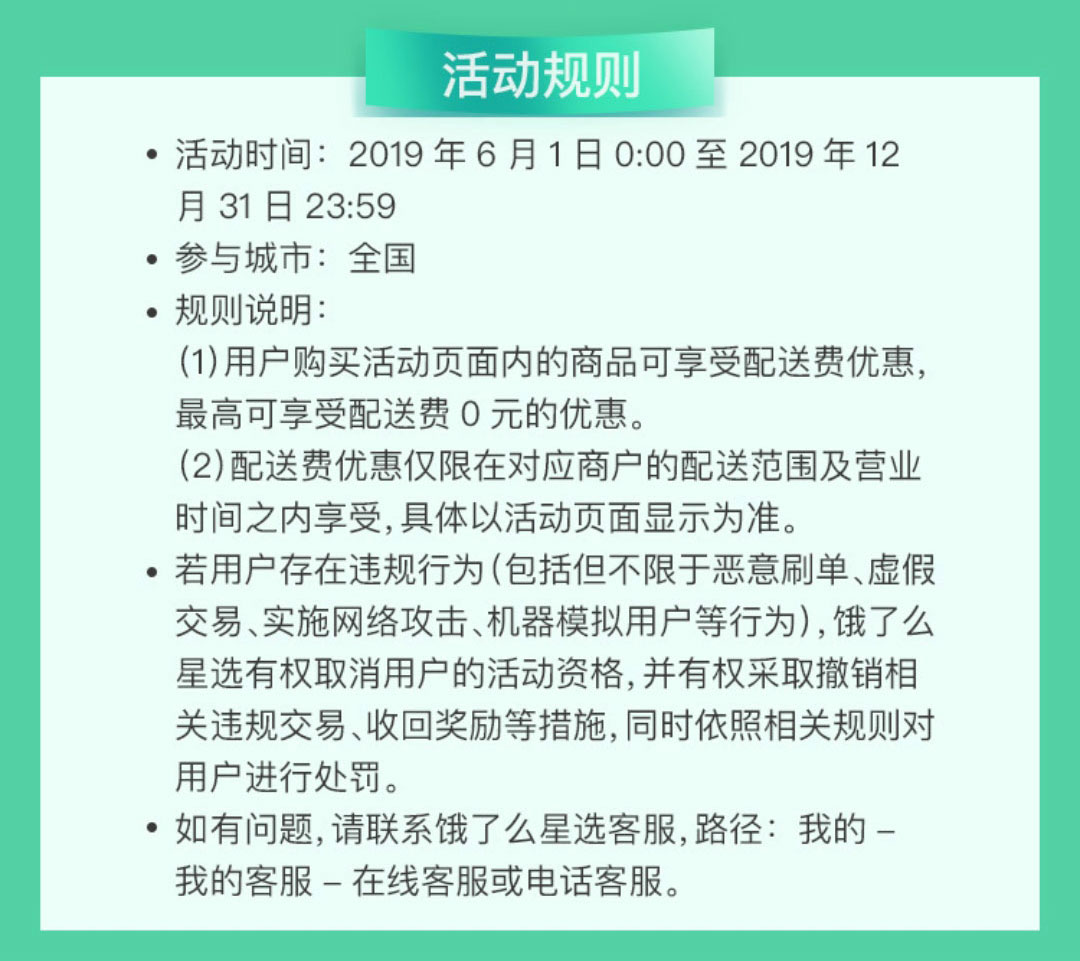 活动规则
• 活动时间：2019 年 6 月 1 日 0:00 至 2019 年 12
月 31 日 23:59
• 参与城市：全国
• 规则说明：
(1)用户购买活动页面内的商品可享受配送费优惠，
最高可享受配送费 0 元的优惠。
(2)配送费优惠仅限在对应商户的配送范围及营业
时间之内享受，具体以活动页面显示为准。
• 若用户存在违规行为(包括但不限于恶意刷单、虚假
交易、实施网络攻击、机器模拟用户等行为)，饿了么
星选有权取消用户的活动资格，并有权采取撤销相
关违规交易、收回奖励等措施，同时依照相关规则对
用户进行处罚。
• 如有问题，请联系饿了么星选客服，路径：我的 –
我的客服 – 在线客服或电话客服。